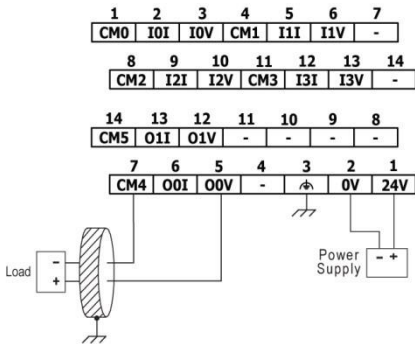 1 2 3 4 5 6 7
CM0 I0I I0V CM1 I1I I1V -
8 9 10 11 12 13 14
CM2 I2I I2V CM3 I3I I3V -
14 13 12 11 10 9 8
CM5 O1I O1V - - - -
7 6 5 4 3 2 1
CM4 O0I O0V - 0V 24V
Load - +
Power Supply - +